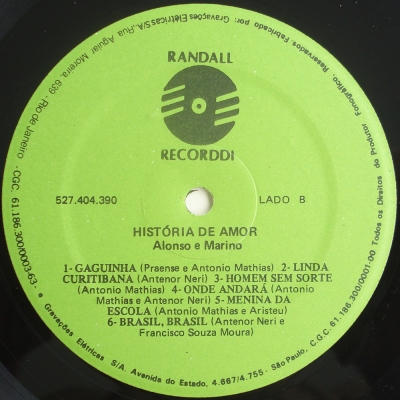 RANDALL
RECORDDI
527.404.390
LADO B
HISTÓRIA DE AMOR
Alonso e Marino
1- GAGUINHA (Praense e Antonio Mathias) 2- LINDA
CURITIBANA (Antenor Neri) 3- HOMEM SEM SORTE
(Antonio Mathias) 4- ONDE ANDARÁ (Antonio
Mathias e Antenor Neri) 5- MENINA DA
ESCOLA (Antonio Mathias e Aristeu)
6- BRASIL, BRASIL (Antenor Neri e
Francisco Souza Moura)
Reservados. Fabricado por: Gravações Elétricas S/A. Rua Aguiar Moreira, 639 - Rio de Janeiro - CGC. 61.186.300/0003-63. e Gravações Elétricas S/A Avenida do Estado, 4.667/4.755 - São Paulo, C.G.C. 61.186.300/0001-00 Todos os Direitos do Produtor Fonográfico.